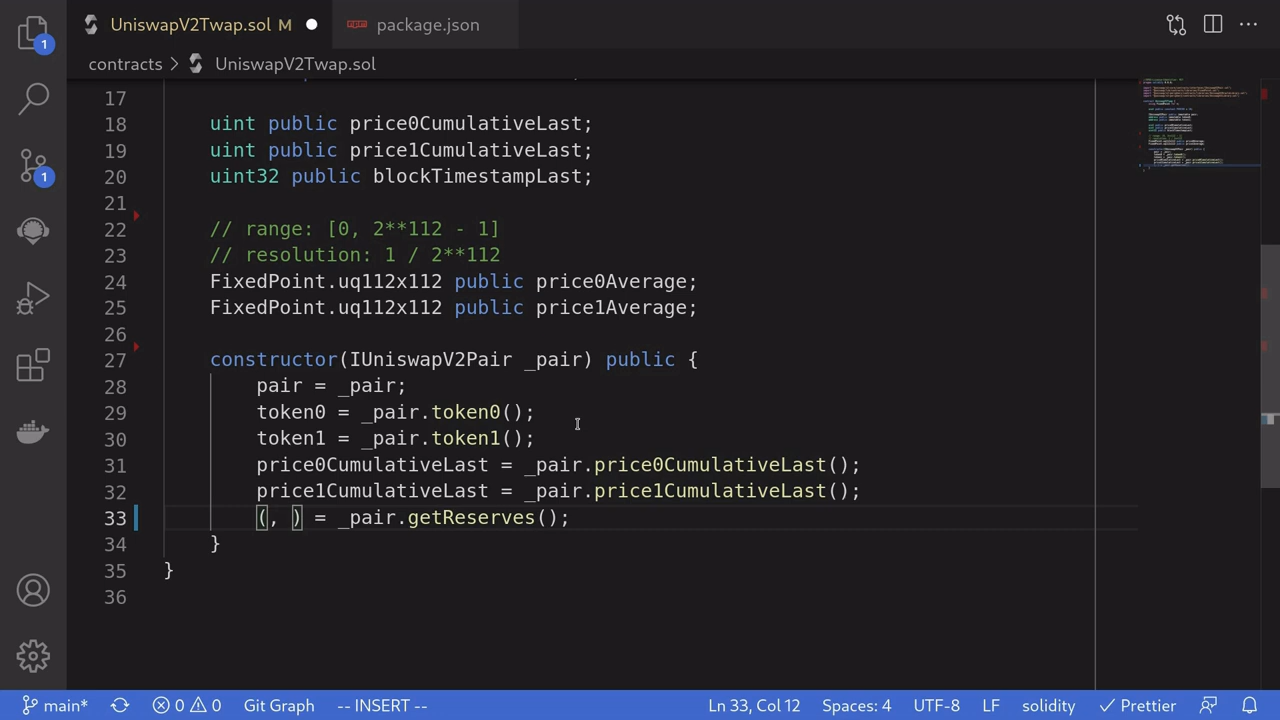 UniswapV2Twap.sol M
package.json
contracts > UniswapV2Twap.sol
1
1
17
18 uint public price0CumulativeLast;
19 uint public price1CumulativeLast;
20 uint32 public blockTimestampLast;
21
22 // range: [0, 2**112 - 1]
23 // resolution: 1 / 2**112
24 FixedPoint.uq112x112 public price0Average;
25 FixedPoint.uq112x112 public price1Average;
26
27 constructor(IUniswapV2Pair _pair) public {
28 pair = _pair;
29 token0 = _pair.token0();
30 token1 = _pair.token1();
31 price0CumulativeLast = _pair.price0CumulativeLast();
32 price1CumulativeLast = _pair.price1CumulativeLast();
33 (, ) = _pair.getReserves();
34 }
35 }
36
main* 0 0 Git Graph -- INSERT -- Ln 33, Col 12 Spaces: 4 UTF-8 LF solidity Prettier